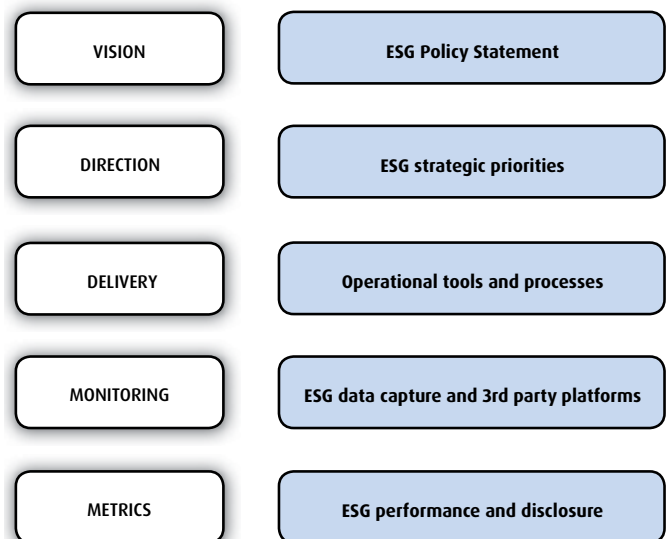 VISION
ESG Policy Statement
DIRECTION
ESG strategic priorities
DELIVERY
Operational tools and processes
MONITORING
ESG data capture and 3rd party platforms
METRICS
ESG performance and disclosure